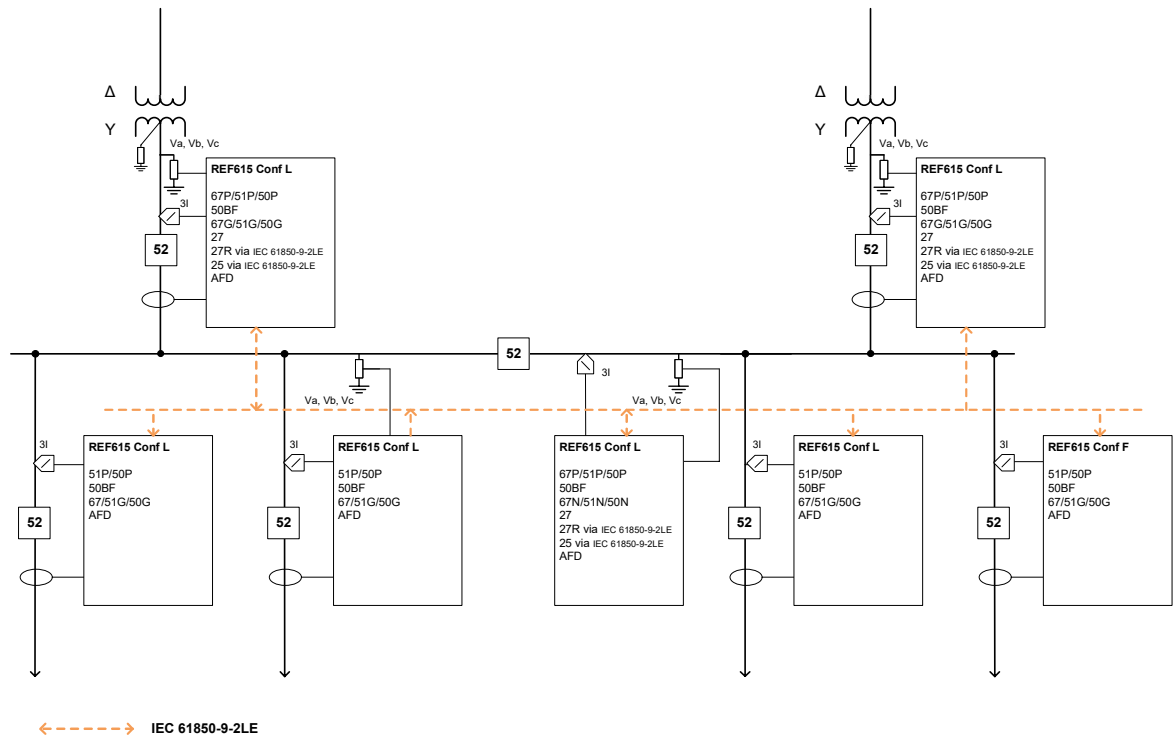 Δ
Y
Va, Vb, Vc
REF615 Conf L
67P/51P/50P
50BF
67G/51G/50G
27
27R via IEC 61850-9-2LE
25 via IEC 61850-9-2LE
AFD
3I
52
Δ
Y
Va, Vb, Vc
REF615 Conf L
67P/51P/50P
50BF
67G/51G/50G
27
27R via IEC 61850-9-2LE
25 via IEC 61850-9-2LE
AFD
3I
52
52
3I
Va, Vb, Vc
Va, Vb, Vc
3I
REF615 Conf L
51P/50P
50BF
67/51G/50G
AFD
52
3I
REF615 Conf L
51P/50P
50BF
67/51G/50G
AFD
52
REF615 Conf L
67P/51P/50P
50BF
67N/51N/50N
27
27R via IEC 61850-9-2LE
25 via IEC 61850-9-2LE
AFD
3I
REF615 Conf L
51P/50P
50BF
67/51G/50G
AFD
52
3I
REF615 Conf F
51P/50P
50BF
67/51G/50G
AFD
52
IEC 61850-9-2LE